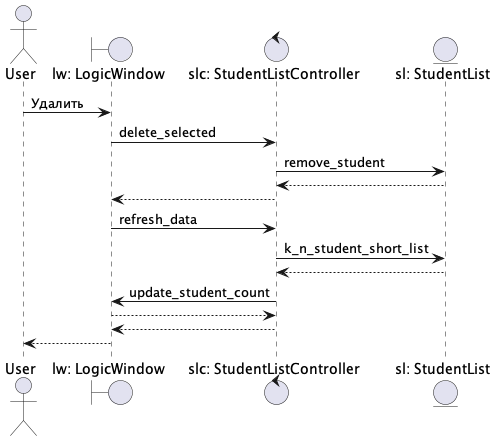 User
lw: LogicWindow
slc: StudentListController
sl: StudentList
Удалить
delete_selected
remove_student
refresh_data
k_n_student_short_list
update_student_count
User
lw: LogicWindow
slc: StudentListController
sl: StudentList